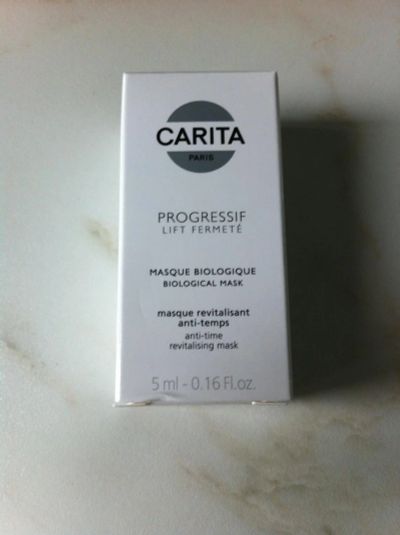 CARITA
PARIS
PROGRESSIF
LIFT FERMETÉ
MASQUE BIOLOGIQUE
BIOLOGICAL MASK
masque revitalisant
anti-temps
anti-time
revitalising mask
5 ml - 0.16 Fl.oz.